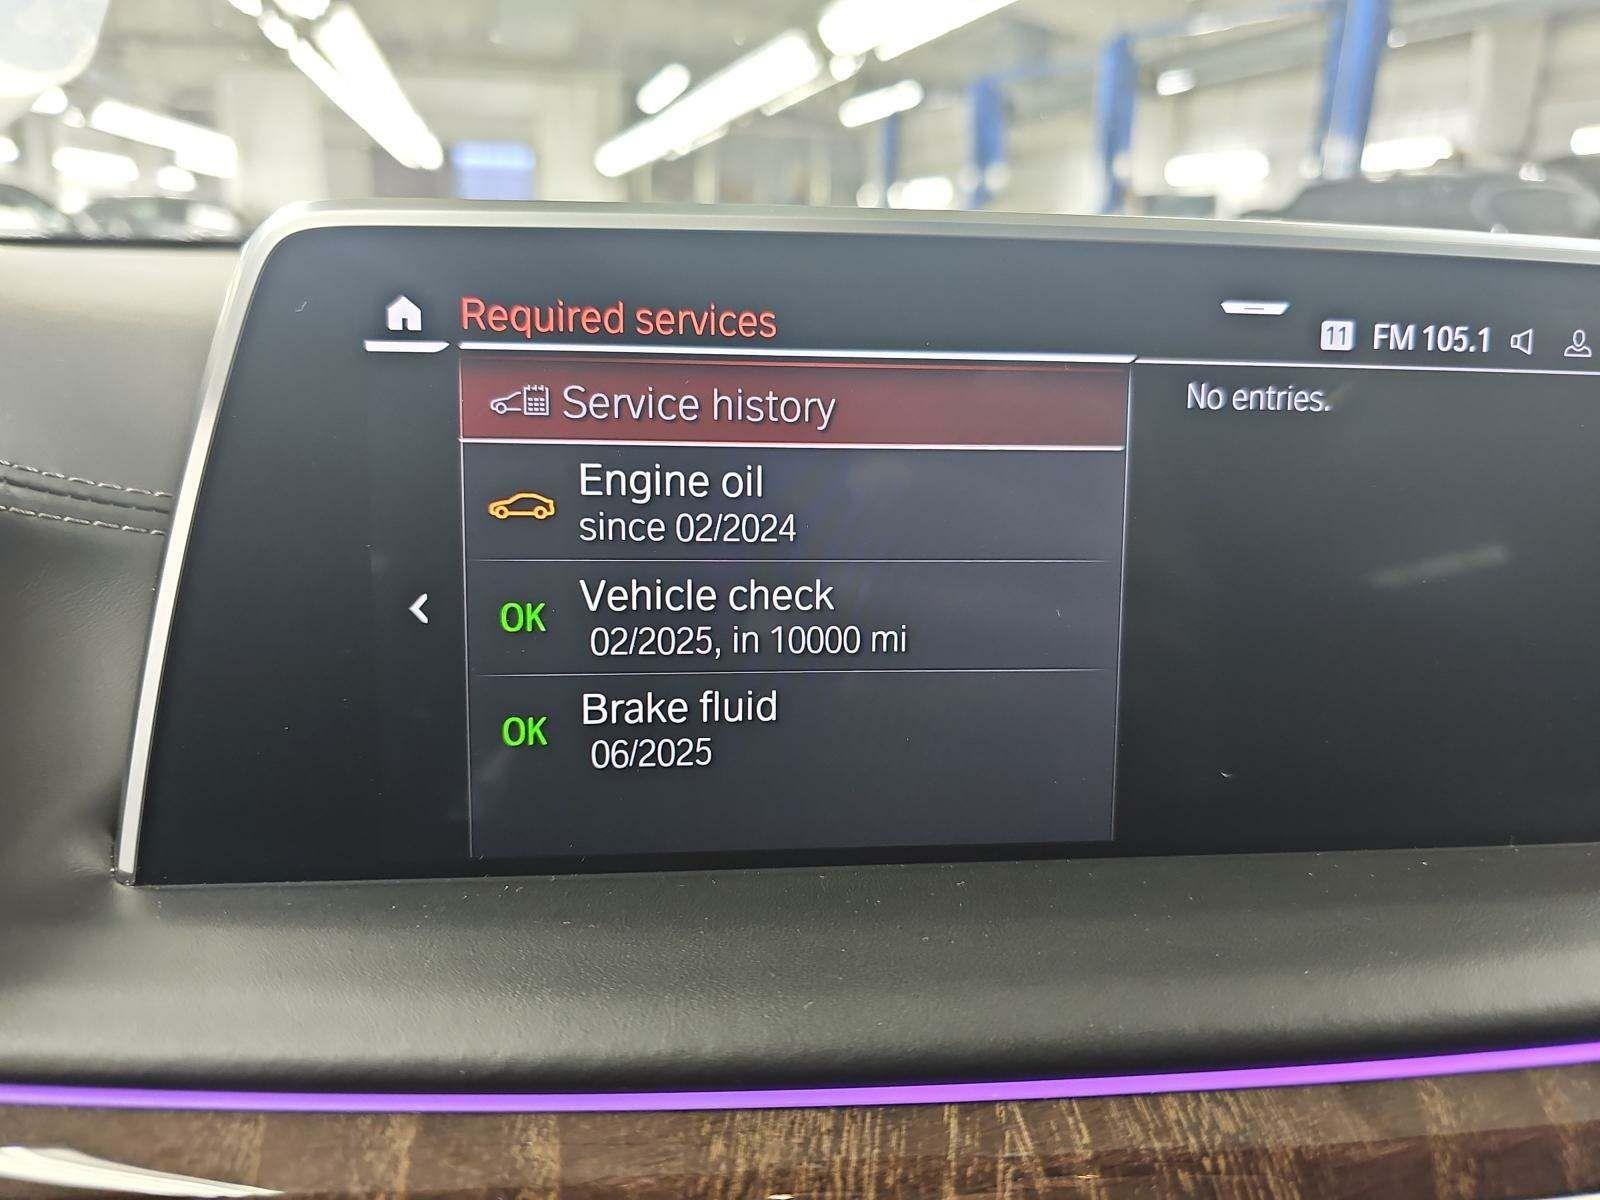 Required services
11 FM 105.1
Service history
No entries.
Engine oil
since 02/2024
OK Vehicle check
02/2025, in 10000 mi
OK Brake fluid
06/2025